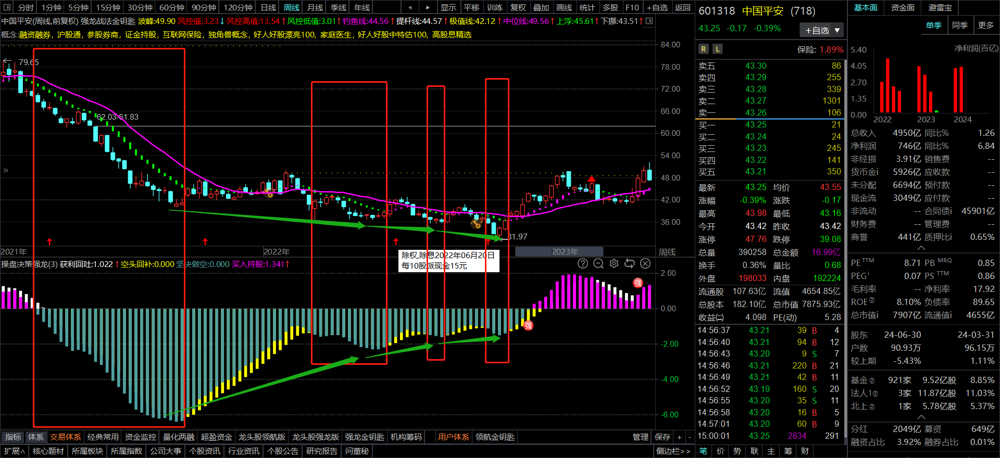 分时 1分钟 5分钟 15分钟 30分钟 60分钟 90分钟 120分钟 日线 周线 月线 季线 年线 显示 平移 训练 复权 叠加 画线 统计 多股 F10 +自选 返回
中国平安(周线,前复权) 强龙战法金钥匙 波峰:49.90 风控值:3.23↓ 风控高值:13.54↑ 风控低值:3.01↑ 钓鱼线:44.56↑ 提杆线:44.57↑ 极值线:42.12↑ 中位线:49.56↑ 上浮:45.61↑ 下挪:43.51↑
概念:融资融券, 沪股通, 参股券商, 证金持股, 互联网保险, 独角兽概念, 好人好股漂亮100, 家庭医生, 好人好股中特估100, 高股息精选
79.65
62.03-61.83
31.97
84.00
78.00
72.00
66.00
60.00
54.00
48.00
42.00
36.00
2021年 2022年 2023年 周线
除权,除息2022年06月20日
每10股派现金15元
操盘决策强龙(3) 获利回吐:1.022↑ 空头回补:0.000 坚决做空:0.000 买入持股:1.341↑
强
强
2.00
0.00
-2.00
-4.00
-6.00
指标 体系 交易体系 经典常用 资金监控 量化两融 超盈资金 龙头股领航版 龙头股强龙版 强龙金钥匙 机构筹码 用户体系 领航金钥匙 管理 保存 + -
扩展∧ 核心题材 所属板块 所属指数 公司大事 个股资讯 行业资讯 个股公告 研究报告 问董秘 侧边栏>>
601318 中国平安 (718)
43.25 -0.17 -0.39% +自选 ▼
R L 保险: 1.89%
卖五 43.30 86
卖四 43.29 255
卖三 43.28 339
卖二 43.27 1301
卖一 43.26 106
买一 43.25 21
买二 43.24 24
买三 43.23 245
买四 43.22 141
买五 43.21 350
最新 43.25 均价 43.55
涨幅 -0.39% 涨跌 -0.17
最高 43.98 最低 43.16
今开 43.42 昨收 43.42
涨停 47.76 跌停 39.08
总量 390258 总金额 16.99亿
换手 0.36% 量比 0.68
外盘 198033 内盘 192224
流通股 107.63亿 流值 4654.85亿
总股本 182.10亿 总市值 7875.93亿
收益㈡ 4.098 PE(动) 5.28
14:56:37 43.21 39 B 4
14:56:40 43.21 94 B 12
14:56:43 43.20 9 S 7
14:56:46 43.21 220 B 21
14:56:49 43.21 42 B 11
14:56:52 43.19 160 S 20
14:56:55 43.20 35 S 11
14:56:58 43.20 16 B 5
14:57:01 43.20 60 B 9
15:00:01 43.25 2834 291
笔 价 势 联 主 筹 财
基本面 资金面 避雷宝
单季 同季 更多
净利润(百亿)
5.40
4.05
2.70
1.35
0.00
2022 2023 2024
总收入 4950亿 同比% 1.26
净利润 746亿 同比% 6.84
非经损 3.91亿 销售费 --
货币金i 5926亿 应收款 --
未分配 6694亿 预付款 --
现金流 3049亿 应付款 --
非流动 -- 合同债i 45901亿
财务费 -- 管理费 --
商誉 441亿 质押比i 0.65%
PE TTM 8.71 PB MRQ 0.85
PEG i 0.07 PS TTM 0.86
毛利率 -- 净利率 17.92
ROE② 8.10% 负债率 89.65
总市值i 7907亿 流通值i 4655亿
股东 24-06-30 24-03-31
户数 90.93万 96.15万
较上期 -5.43% 1.11%
基金② 921家 9.52亿股 8.85%
法人1② 3家 11.87亿股 11.03%
北上② 1家 5.78亿股 5.37%
分红 2049亿 募资 649亿
融资占比 3.92% 融券占比 0.01%